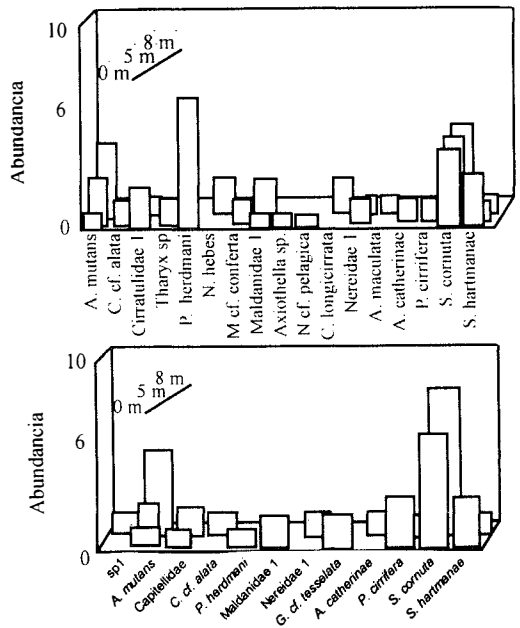 10
8 m
5 m
0 m
6
Abundancia
0
A. mutans
C. cf. alata
Cirratulidae 1
Tharyx sp
P. herdmani
N. hebes
M cf. conferta
Maldanidae 1
Axiothella sp.
N cf. pelagica
C. longicirrata
Nereidae 1
A. maculata
A. catherinae
P. cirrifera
S. cornuta
S. hartmanae
10
8 m
5 m
0 m
6
Abundancia
0
sp1
A. mutans
Capitellidae
C. cf. alata
P. herdmani
Maldanidae 1
Nereidae 1
G. cf. tesselata
A. catherinae
P. cirrifera
S. cornuta
S. hartmanae